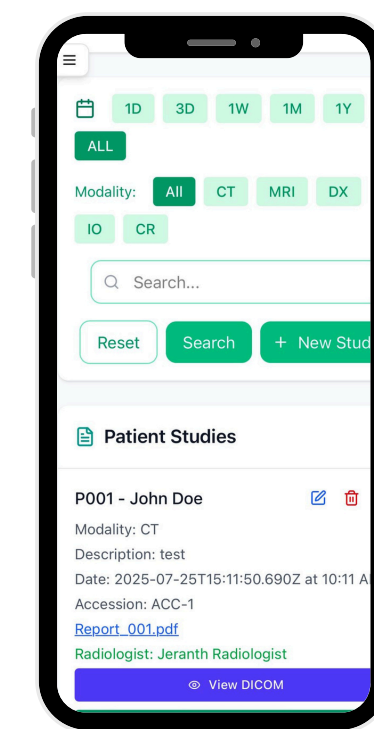 1D 3D 1W 1M 1Y
ALL
Modality: All CT MRI DX
IO CR
Search...
Reset Search + New Stud
Patient Studies
P001 - John Doe
Modality: CT
Description: test
Date: 2025-07-25T15:11:50.690Z at 10:11 A
Accession: ACC-1
Report_001.pdf
Radiologist: Jeranth Radiologist
View DICOM